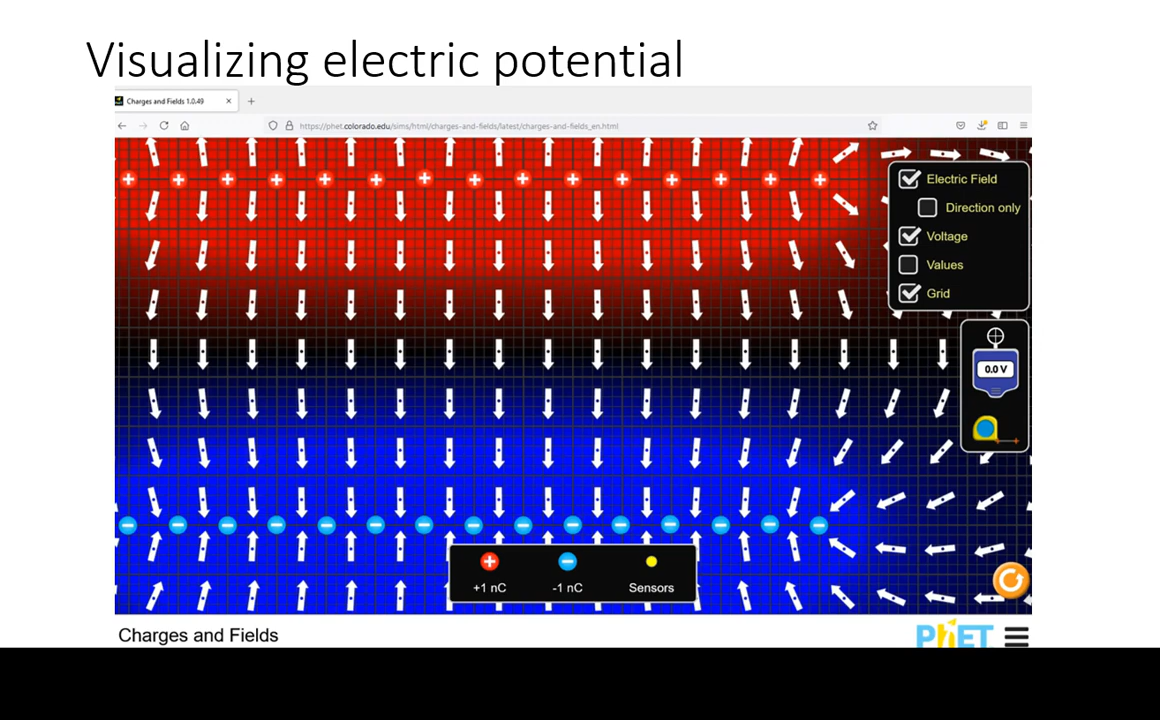 Visualizing electric potential
Charges and Fields 1.0.49
https://phet.colorado.edu/sims/html/charges-and-fields/latest/charges-and-fields_en.html
Electric Field
Direction only
Voltage
Values
Grid
0.0 V
+1 nC
-1 nC
Sensors
Charges and Fields
PhET